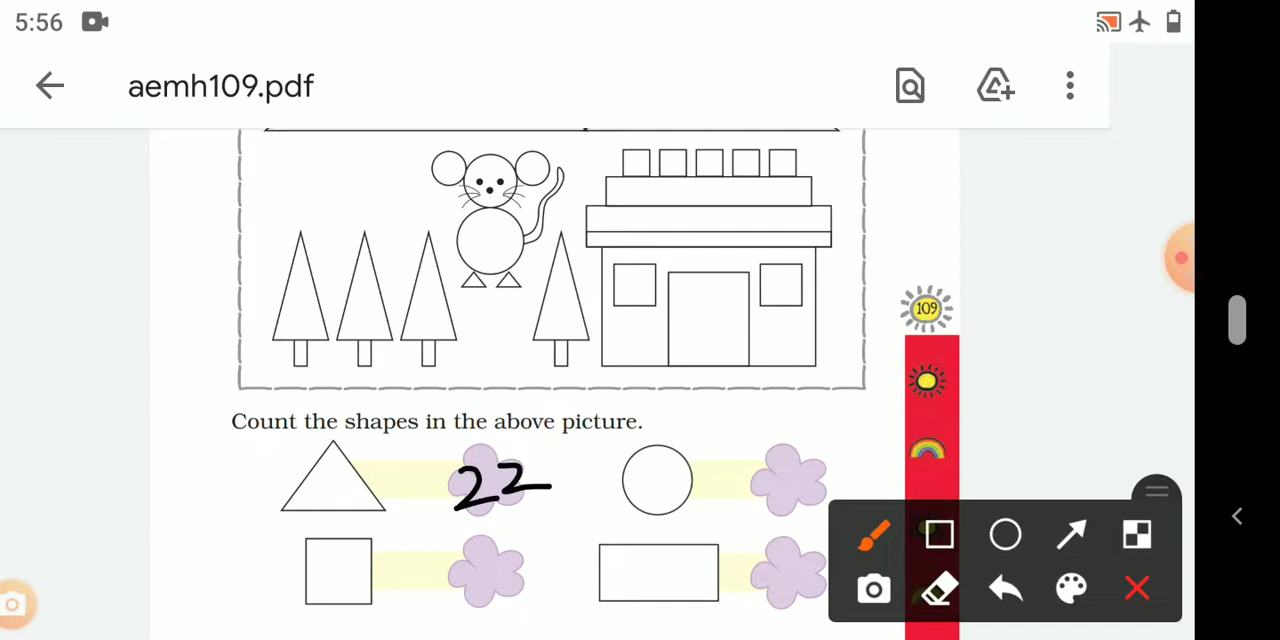 5:56
aemh109.pdf
109
Count the shapes in the above picture.
22